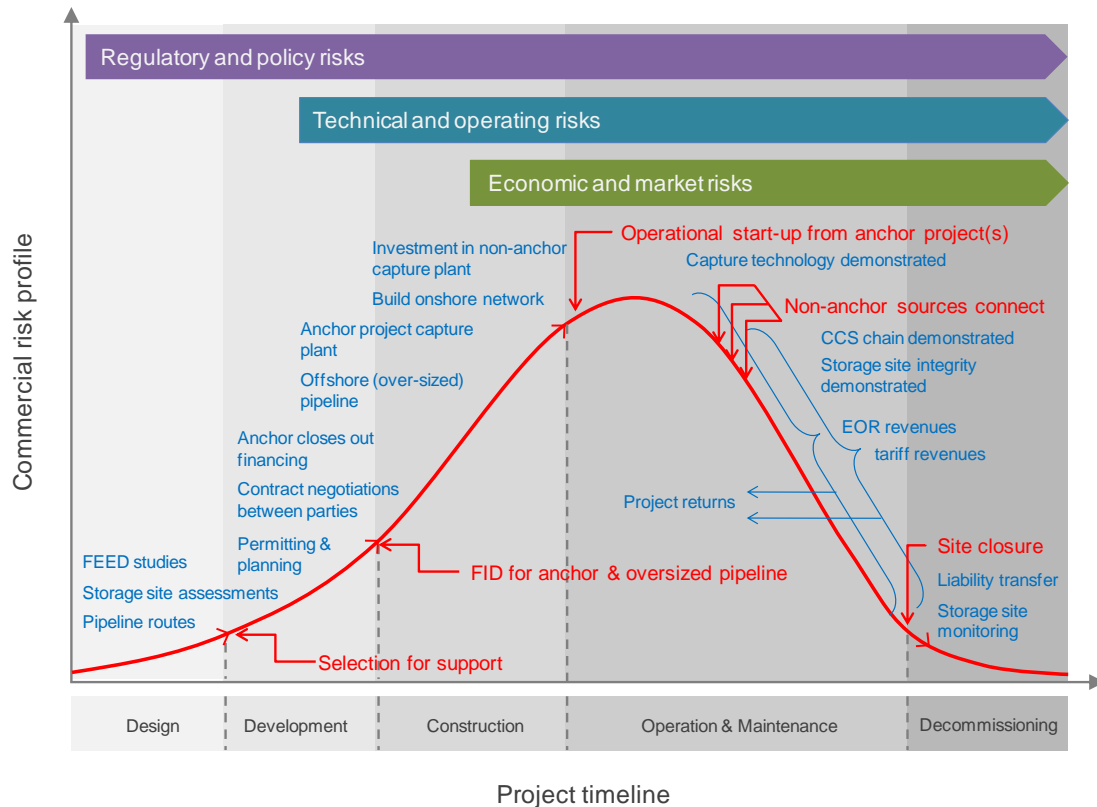 Regulatory and policy risks
Technical and operating risks
Economic and market risks
Commercial risk profile
Operational start-up from anchor project(s)
Investment in non-anchor
capture plant
Capture technology demonstrated
Build onshore network
Non-anchor sources connect
Anchor project capture
plant
CCS chain demonstrated
Storage site integrity
demonstrated
Offshore (over-sized)
pipeline
EOR revenues
tariff revenues
Anchor closes out
financing
Contract negotiations
between parties
Project returns
Permitting &
planning
FEED studies
Storage site assessments
Pipeline routes
FID for anchor & oversized pipeline
Site closure
Liability transfer
Storage site
monitoring
Selection for support
Design
Development
Construction
Operation & Maintenance
Decommissioning
Project timeline